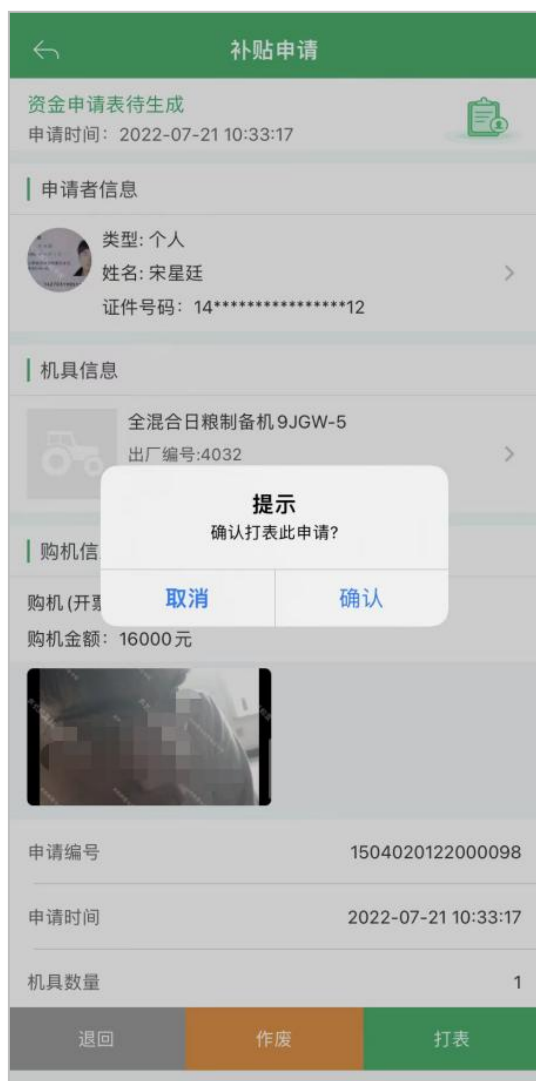 补贴申请
资金申请表待生成
申请时间：2022-07-21 10:33:17
申请者信息
类型: 个人
姓名: 宋星廷
证件号码：14****************12
机具信息
全混合日粮制备机9JGW-5
出厂编号:4032
提示
确认打表此申请?
取消
确认
购机信
购机(开票
购机金额：16000元
申请编号
1504020122000098
申请时间
2022-07-21 10:33:17
机具数量
1
退回
作废
打表